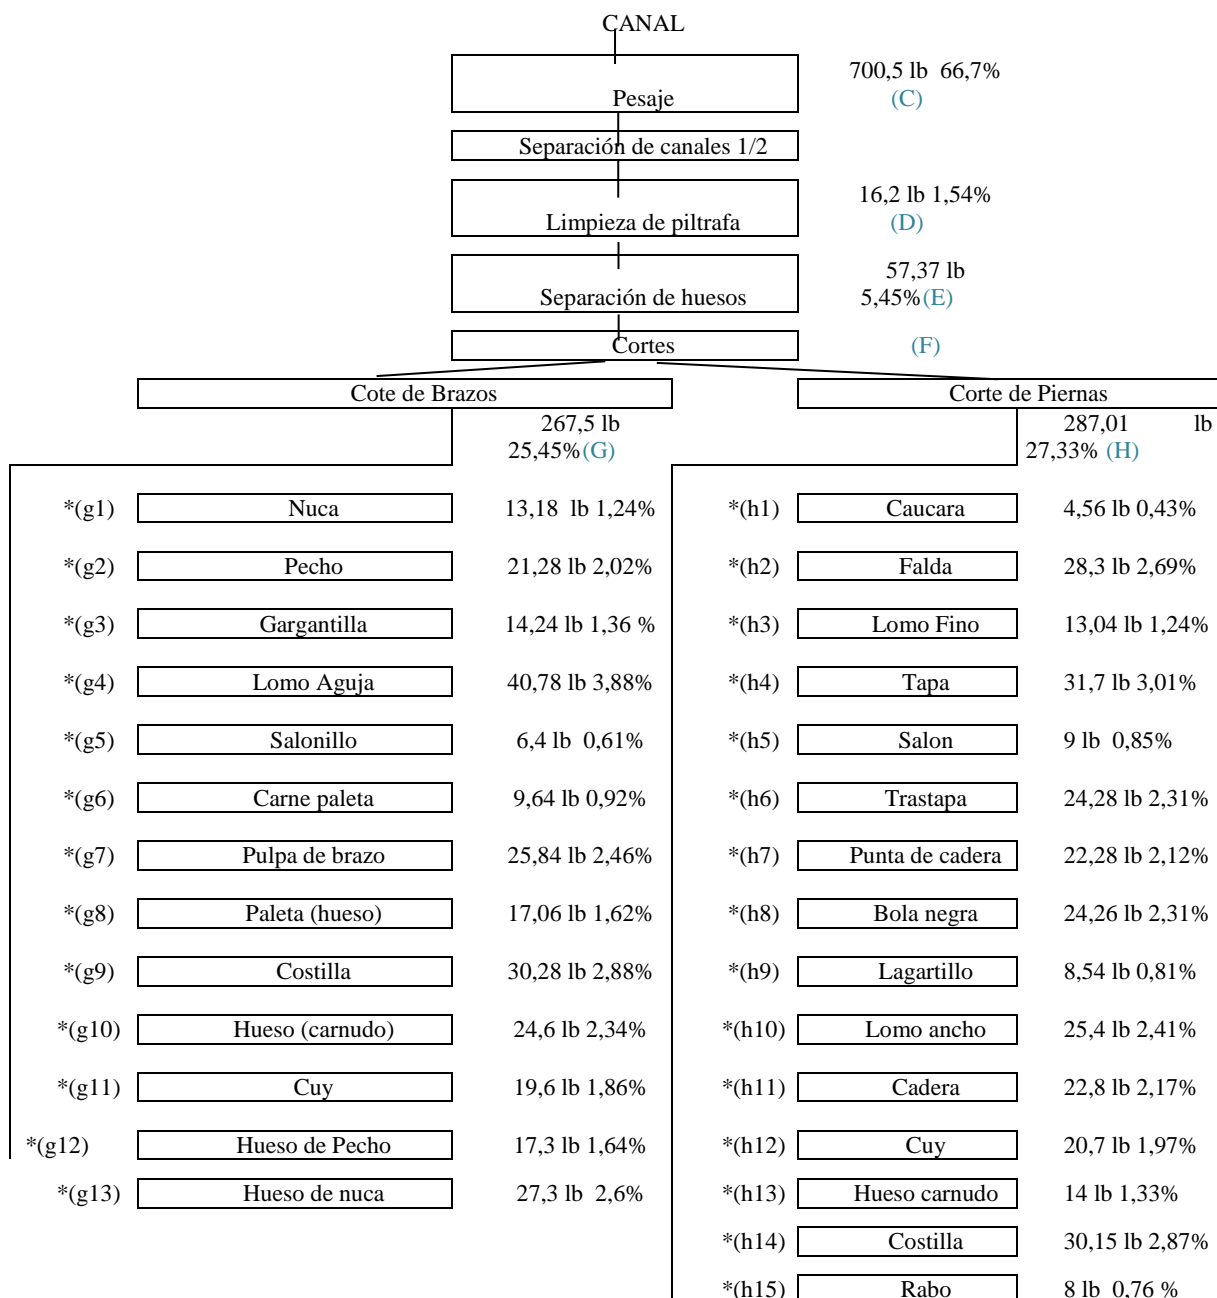 CANAL
700,5 lb 66,7%
Pesaje (C)
Separación de canales 1/2
16,2 lb 1,54%
Limpieza de piltrafa (D)
57,37 lb
Separación de huesos 5,45% (E)
Cortes (F)
Cote de Brazos
267,5 lb
25,45% (G)
*(g1) Nuca 13,18 lb 1,24%
*(g2) Pecho 21,28 lb 2,02%
*(g3) Gargantilla 14,24 lb 1,36 %
*(g4) Lomo Aguja 40,78 lb 3,88%
*(g5) Salonillo 6,4 lb 0,61%
*(g6) Carne paleta 9,64 lb 0,92%
*(g7) Pulpa de brazo 25,84 lb 2,46%
*(g8) Paleta (hueso) 17,06 lb 1,62%
*(g9) Costilla 30,28 lb 2,88%
*(g10) Hueso (carnudo) 24,6 lb 2,34%
*(g11) Cuy 19,6 lb 1,86%
*(g12) Hueso de Pecho 17,3 lb 1,64%
*(g13) Hueso de nuca 27,3 lb 2,6%
Corte de Piernas
287,01 lb
27,33% (H)
*(h1) Caucara 4,56 lb 0,43%
*(h2) Falda 28,3 lb 2,69%
*(h3) Lomo Fino 13,04 lb 1,24%
*(h4) Tapa 31,7 lb 3,01%
*(h5) Salon 9 lb 0,85%
*(h6) Trastapa 24,28 lb 2,31%
*(h7) Punta de cadera 22,28 lb 2,12%
*(h8) Bola negra 24,26 lb 2,31%
*(h9) Lagartillo 8,54 lb 0,81%
*(h10) Lomo ancho 25,4 lb 2,41%
*(h11) Cadera 22,8 lb 2,17%
*(h12) Cuy 20,7 lb 1,97%
*(h13) Hueso carnudo 14 lb 1,33%
*(h14) Costilla 30,15 lb 2,87%
*(h15) Rabo 8 lb 0,76 %